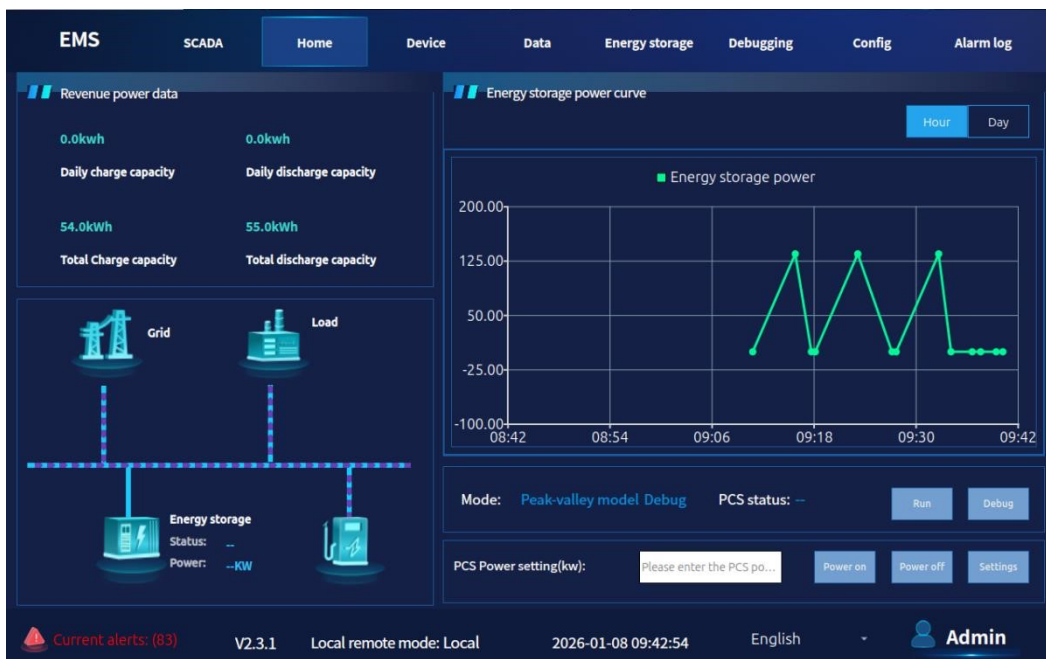 EMS SCADA Home Device Data Energy storage Debugging Config Alarm log
Revenue power data
0.0kwh 0.0kwh
Daily charge capacity Daily discharge capacity
54.0kWh 55.0kWh
Total Charge capacity Total discharge capacity
Grid
Load
Energy storage
Status: --
Power: --KW
Energy storage power curve
Hour Day
Energy storage power
200.00
125.00
50.00
-25.00
-100.00
08:42 08:54 09:06 09:18 09:30 09:42
Mode: Peak-valley model Debug PCS status: -- Run Debug
PCS Power setting(kw): Please enter the PCS po... Power on Power off Settings
Current alerts: (83) V2.3.1 Local remote mode: Local 2026-01-08 09:42:54 English Admin